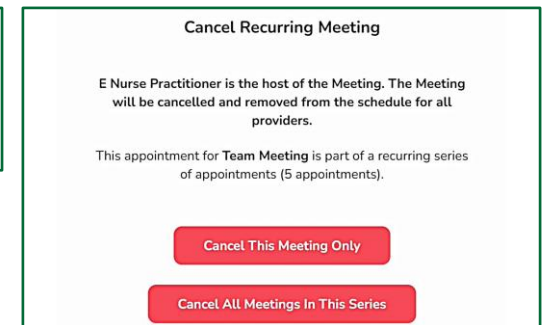 Cancel Recurring Meeting
E Nurse Practitioner is the host of the Meeting. The Meeting
will be cancelled and removed from the schedule for all
providers.
This appointment for Team Meeting is part of a recurring series
of appointments (5 appointments).
Cancel This Meeting Only
Cancel All Meetings In This Series